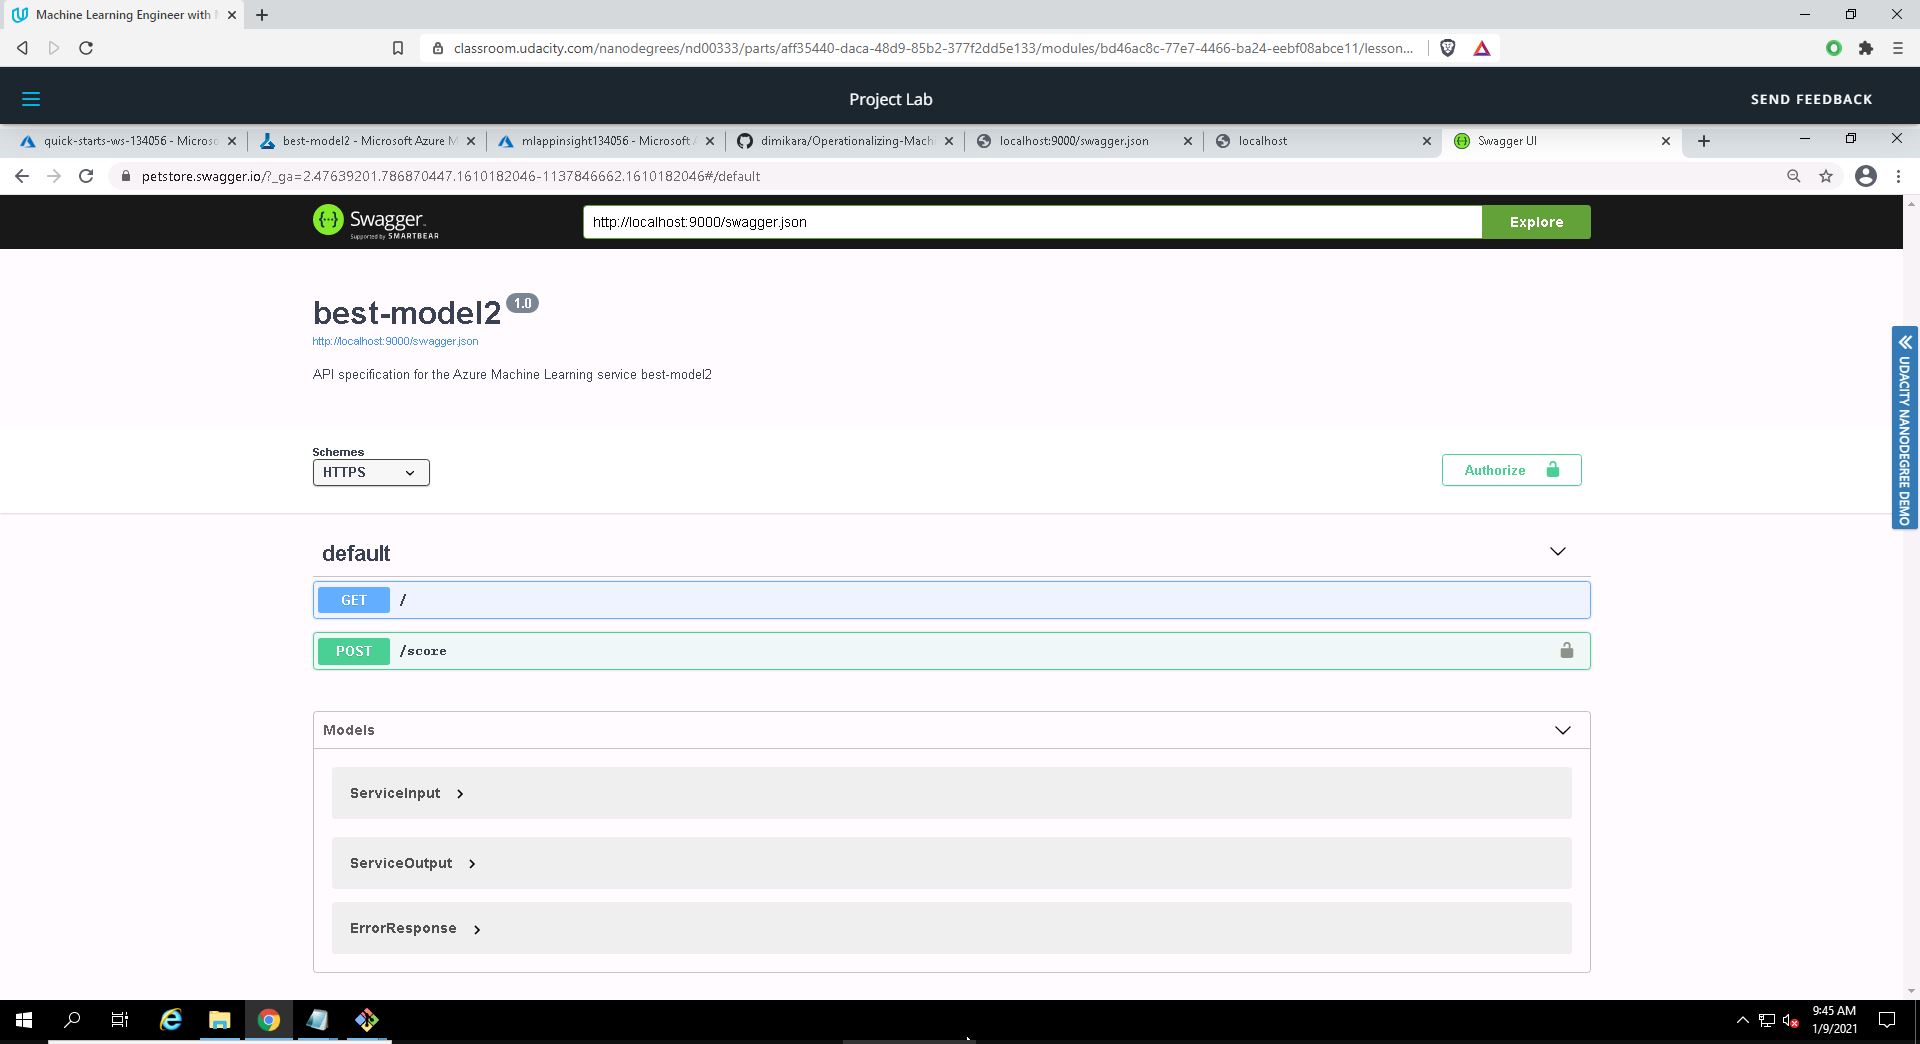 Machine Learning Engineer with
classroom.udacity.com/nanodegrees/nd00333/parts/aff35440-daca-48d9-85b2-377f2dd5e133/modules/bd46ac8c-77e7-4466-ba24-eebf08abce11/lesson...
Project Lab
SEND FEEDBACK
quick-starts-ws-134056 - Microso
best-model2 - Microsoft Azure M
mlappinsight134056 - Microsoft A
dimikara/Operationalizing-Mach
localhost:9000/swagger.json
localhost
Swagger UI
petstore.swagger.io/?_ga=2.47639201.786870447.1610182046-1137846662.1610182046#/default
Swagger
Supported by SMARTBEAR
http://localhost:9000/swagger.json
Explore
best-model2 1.0
http://localhost:9000/swagger.json
API specification for the Azure Machine Learning service best-model2
UDACITY NANODEGREE DEMO
Schemes
HTTPS
Authorize
default
GET /
POST /score
Models
ServiceInput
ServiceOutput
ErrorResponse
9:45 AM
1/9/2021